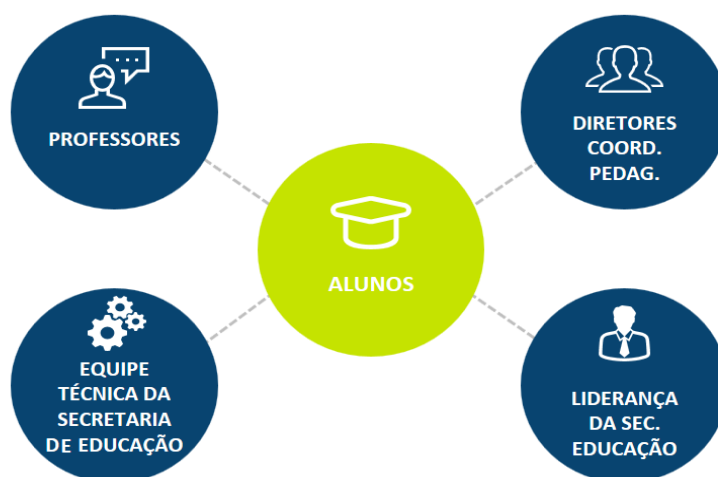 PROFESSORES
DIRETORES
COORD.
PEDAG.
ALUNOS
EQUIPE
TÉCNICA DA
SECRETARIA
DE EDUCAÇÃO
LIDERANÇA
DA SEC.
EDUCAÇÃO